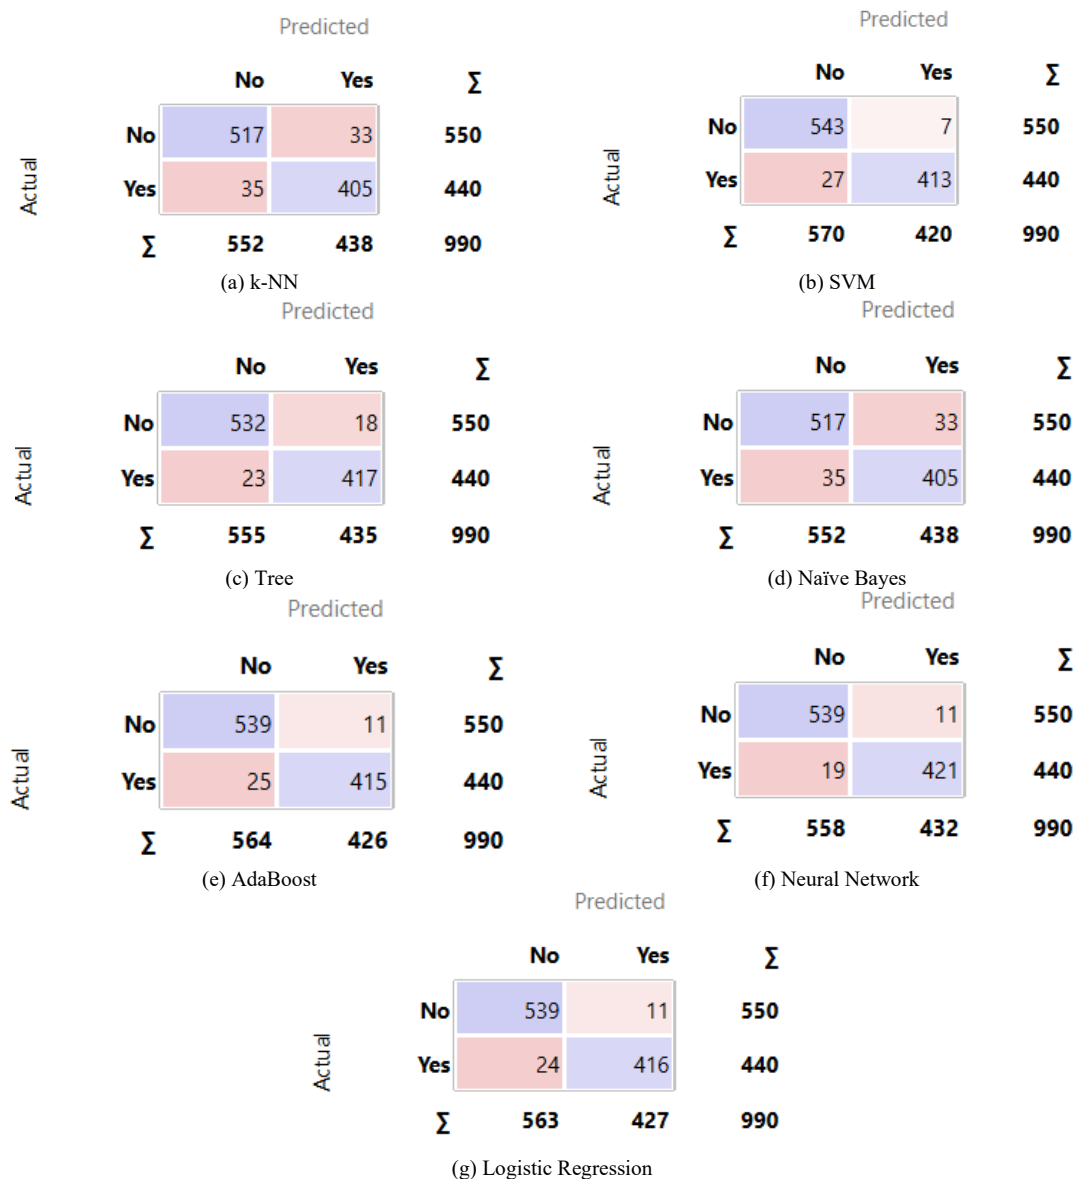 Predicted
No Yes ∑
No 517 33 550
Actual
Yes 35 405 440
∑ 552 438 990
(a) k-NN
Predicted
No Yes ∑
No 543 7 550
Actual
Yes 27 413 440
∑ 570 420 990
(b) SVM
Predicted
No Yes ∑
No 532 18 550
Actual
Yes 23 417 440
∑ 555 435 990
(c) Tree
Predicted
No Yes ∑
No 517 33 550
Actual
Yes 35 405 440
∑ 552 438 990
(d) Naïve Bayes
Predicted
No Yes ∑
No 539 11 550
Actual
Yes 25 415 440
∑ 564 426 990
(e) AdaBoost
Predicted
No Yes ∑
No 539 11 550
Actual
Yes 19 421 440
∑ 558 432 990
(f) Neural Network
Predicted
No Yes ∑
No 539 11 550
Actual
Yes 24 416 440
∑ 563 427 990
(g) Logistic Regression